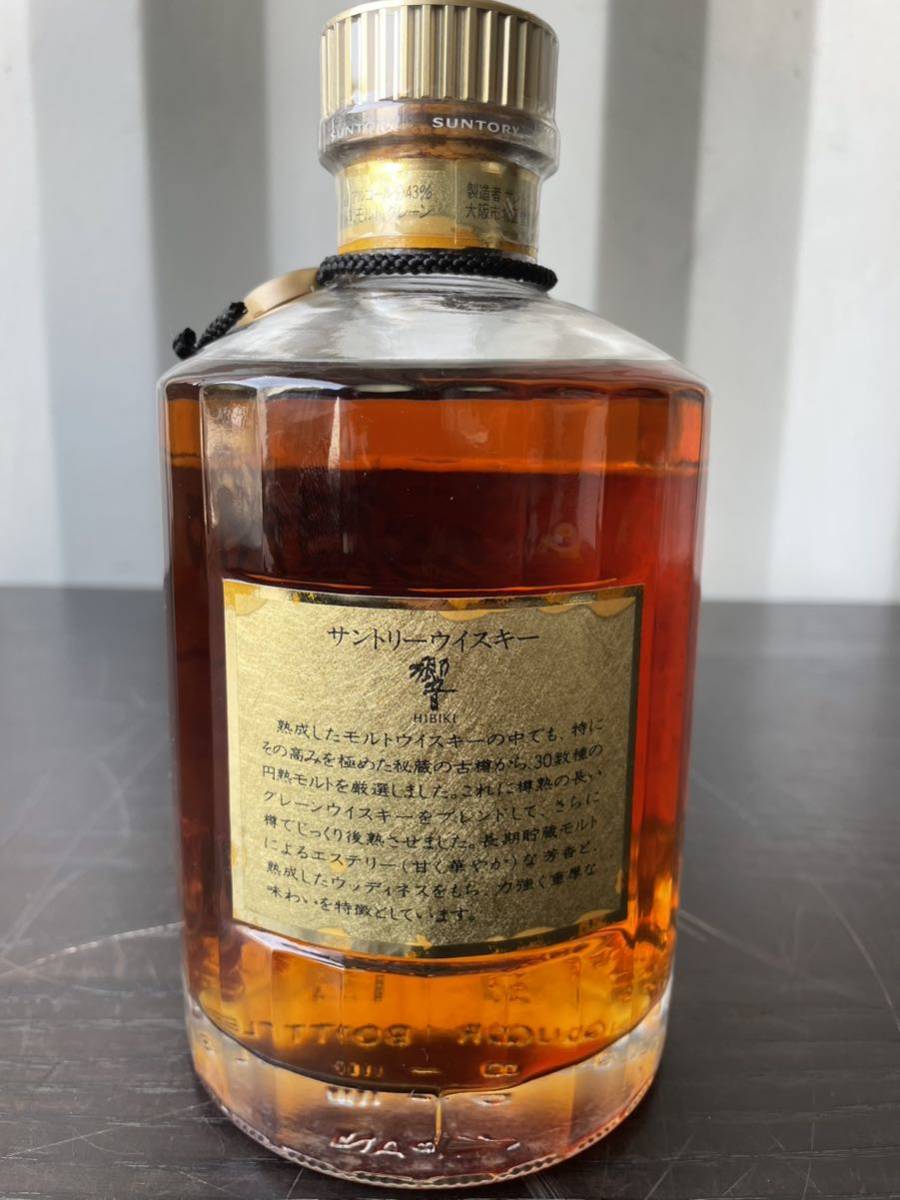 SUNTORY SUNTORY
43% 製造者
モルト グレーン 大阪市
サントリーウイスキー
響
HIBIKI
熟成したモルトウイスキーの中でも、特に
その高みを極めた秘蔵の古樽から、30数種の
円熟モルトを厳選しました。これに樽熟の長い
グレーンウイスキーをブレンドして、さらに
樽でじっくり後熟させました。長期貯蔵モルト
によるエステリー(甘く華やか)な芳香と、
熟成したウッディネスをもち、力強く重厚な
味わいを特徴としています。